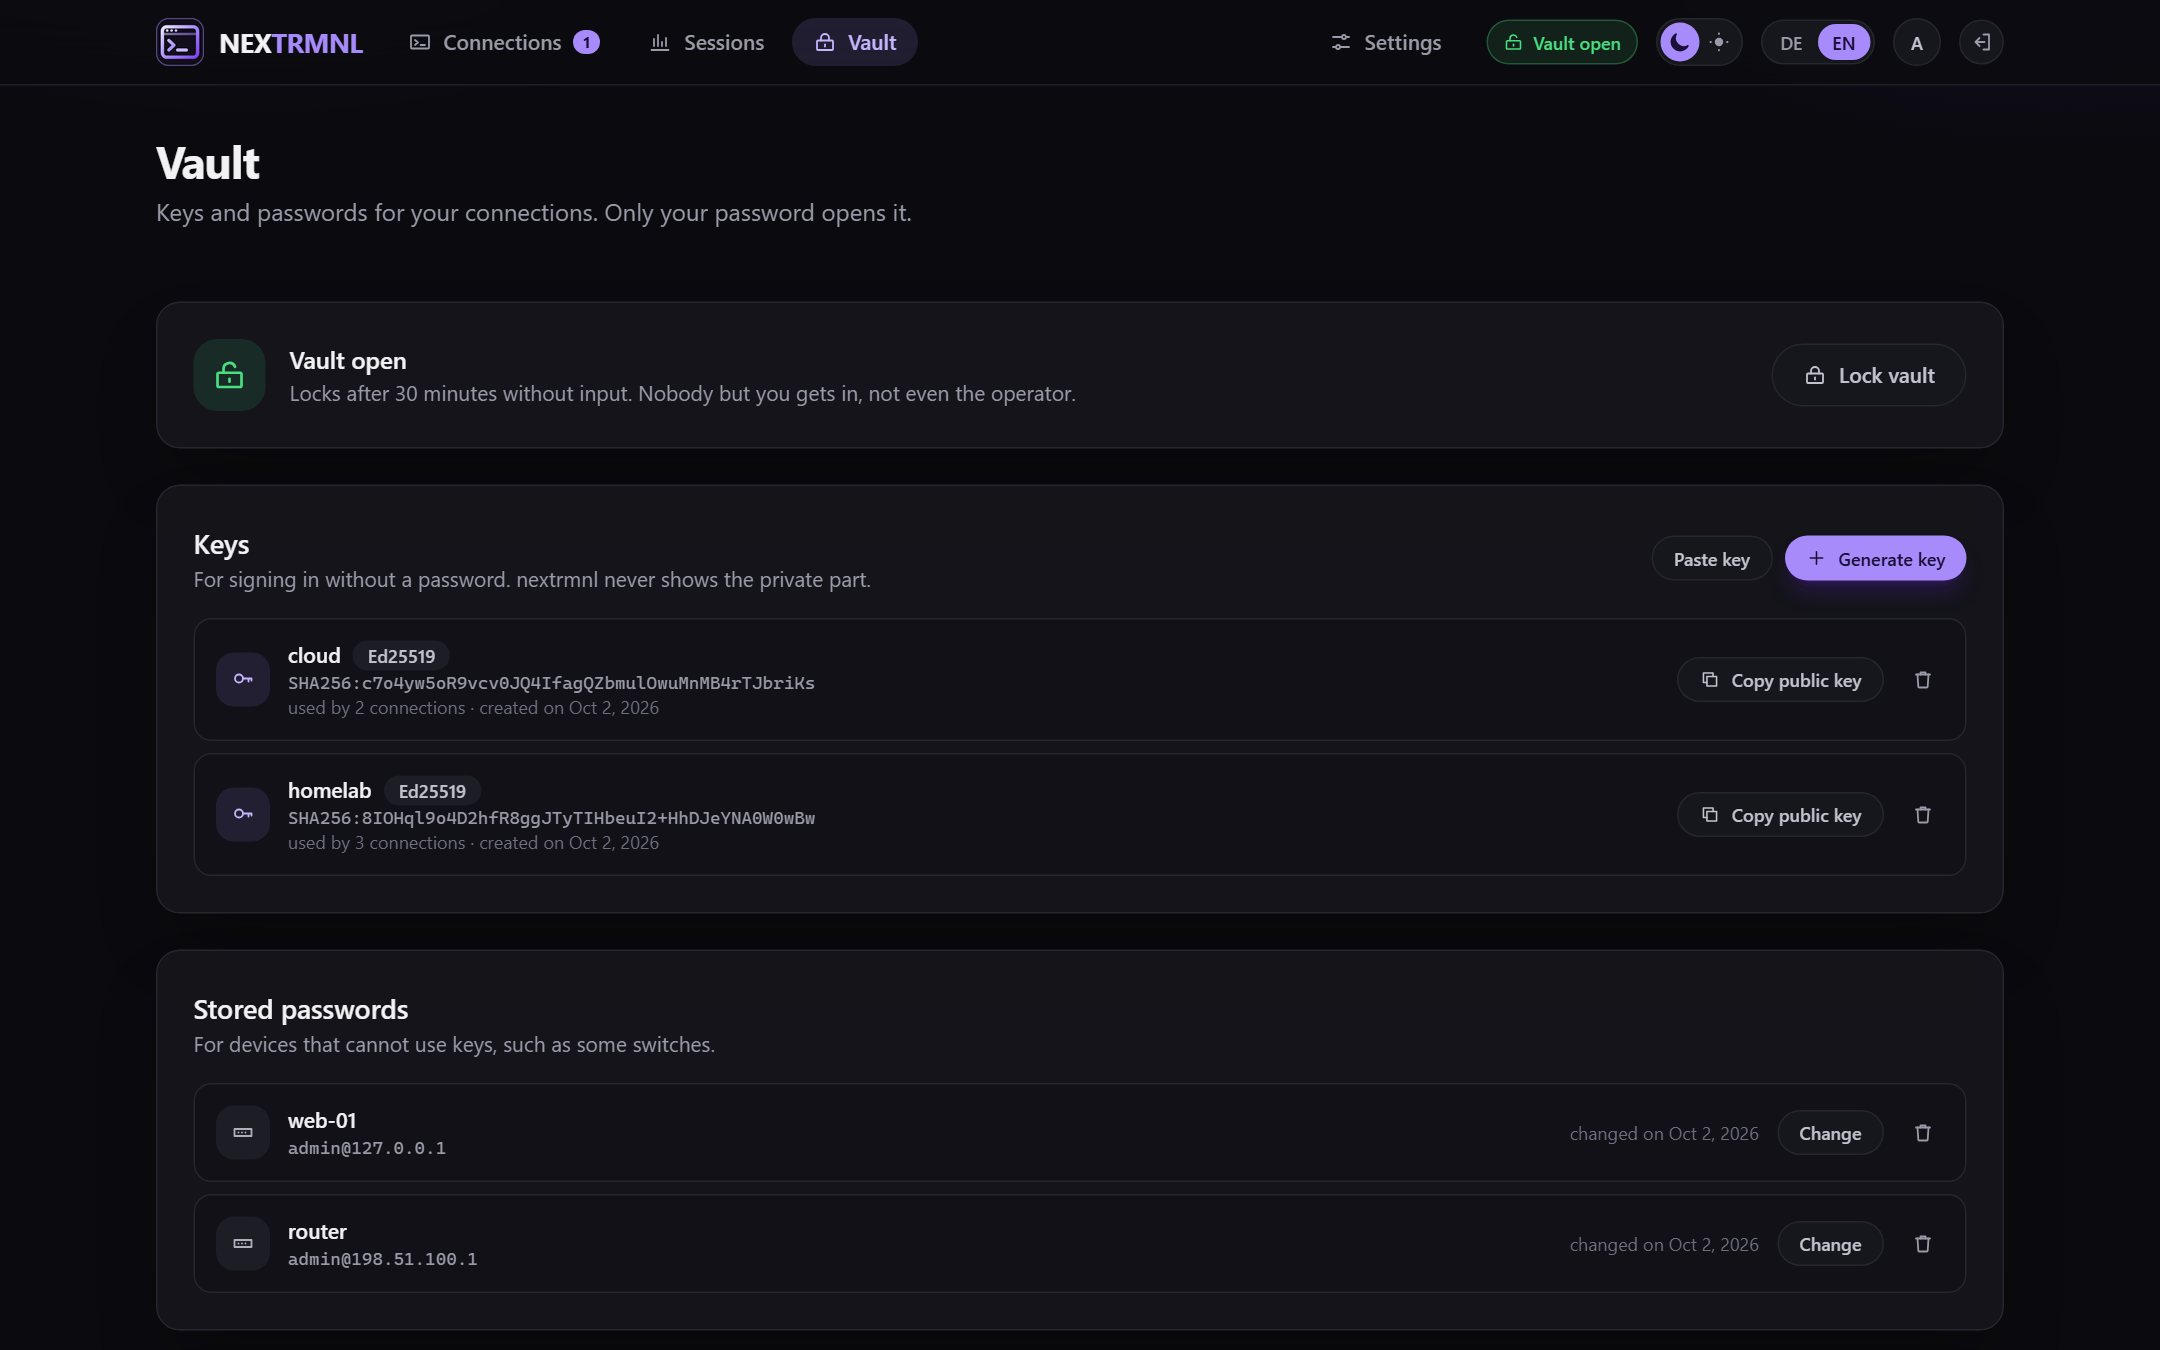 NEXTRMNL
Connections 1
Sessions
Vault
Settings
Vault open
DE EN
A
Vault
Keys and passwords for your connections. Only your password opens it.
Vault open
Locks after 30 minutes without input. Nobody but you gets in, not even the operator.
Lock vault
Keys
For signing in without a password. nextrmnl never shows the private part.
Paste key
Generate key
cloud Ed25519
SHA256:c7o4yw5oR9vcv0JQ4IfagQZbmulOwuMnMB4rTJbriKs
used by 2 connections · created on Oct 2, 2026
Copy public key
homelab Ed25519
SHA256:8IOHql9o4D2hfR8ggJTyTIHbeuI2+HhDJeYNA0W0wBw
used by 3 connections · created on Oct 2, 2026
Copy public key
Stored passwords
For devices that cannot use keys, such as some switches.
web-01
admin@127.0.0.1
changed on Oct 2, 2026
Change
router
admin@198.51.100.1
changed on Oct 2, 2026
Change